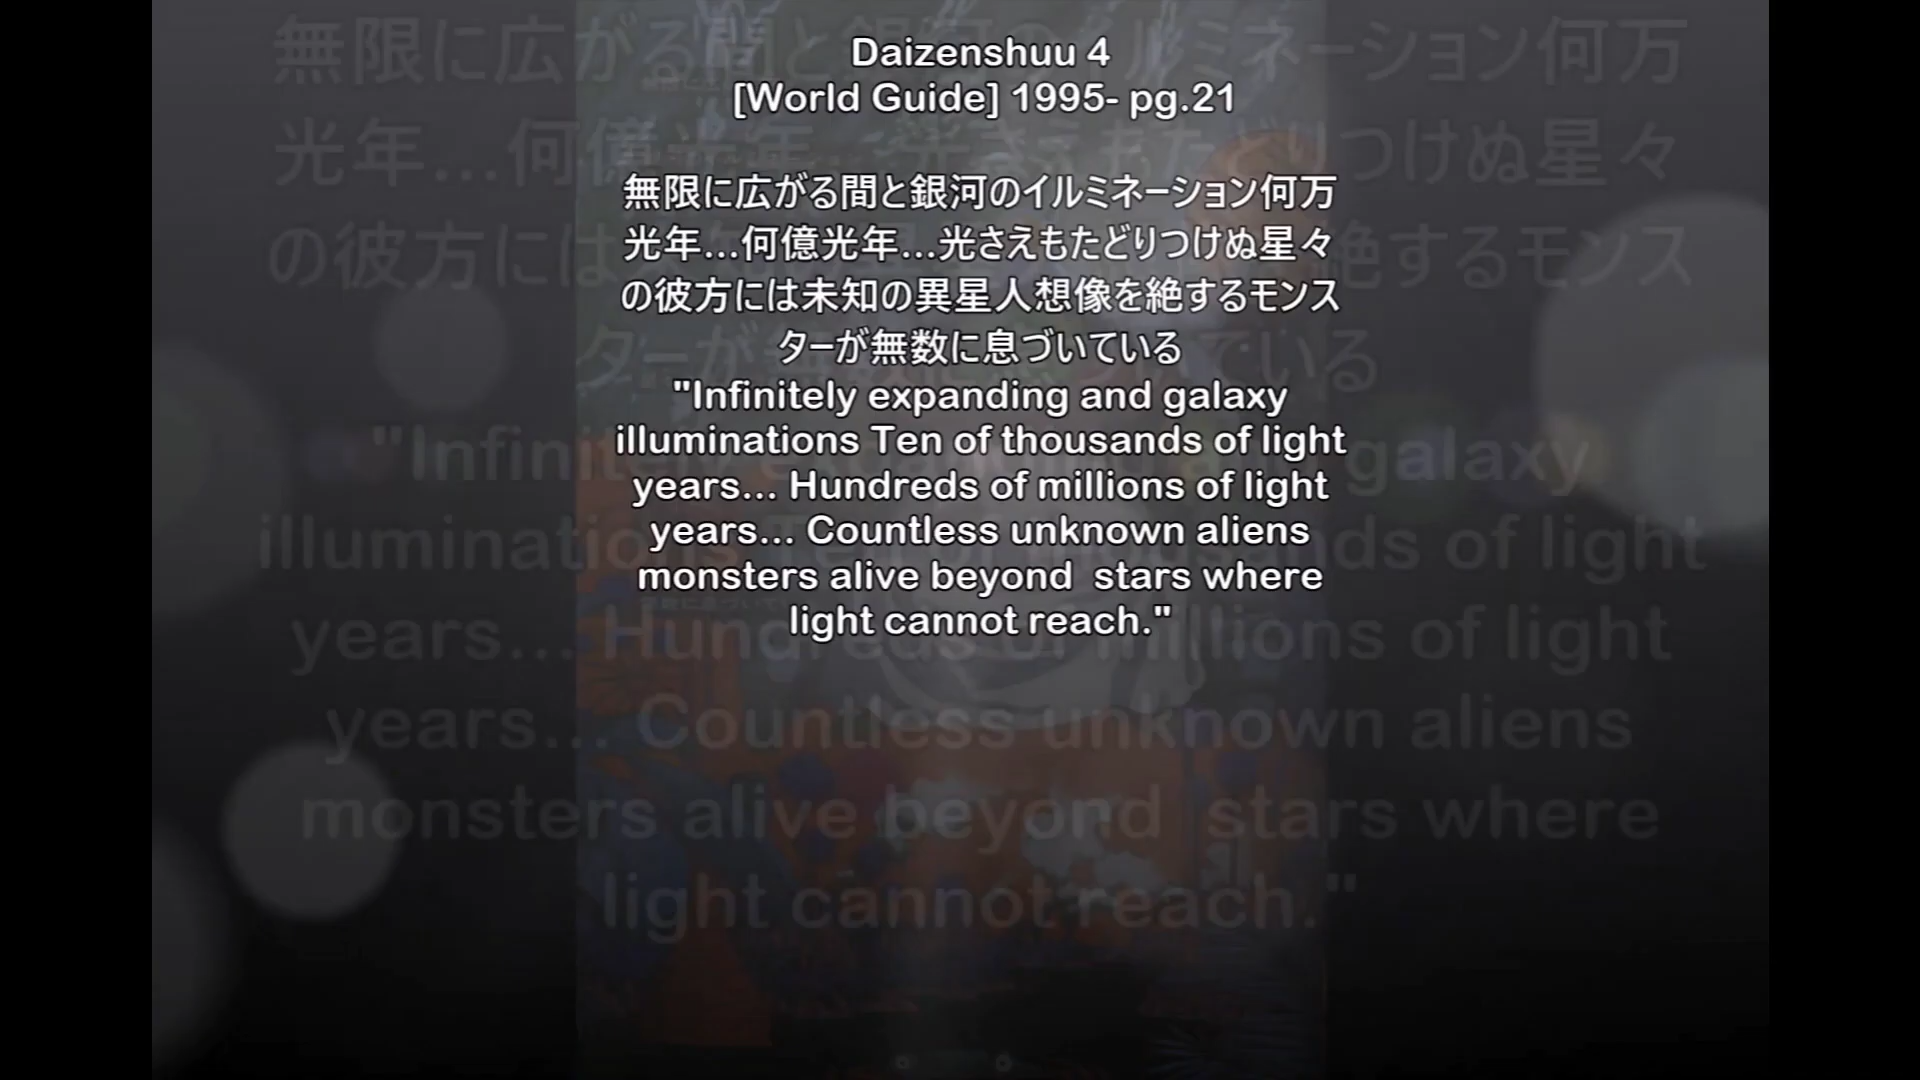 Daizenshuu 4
[World Guide] 1995- pg.21
無限に広がる間と銀河のイルミネーション何万
光年...何億光年...光さえもたどりつけぬ星々
の彼方には未知の異星人想像を絶するモンス
ターが無数に息づいている
"Infinitely expanding and galaxy
illuminations Ten of thousands of light
years... Hundreds of millions of light
years... Countless unknown aliens
monsters alive beyond  stars where
light cannot reach."